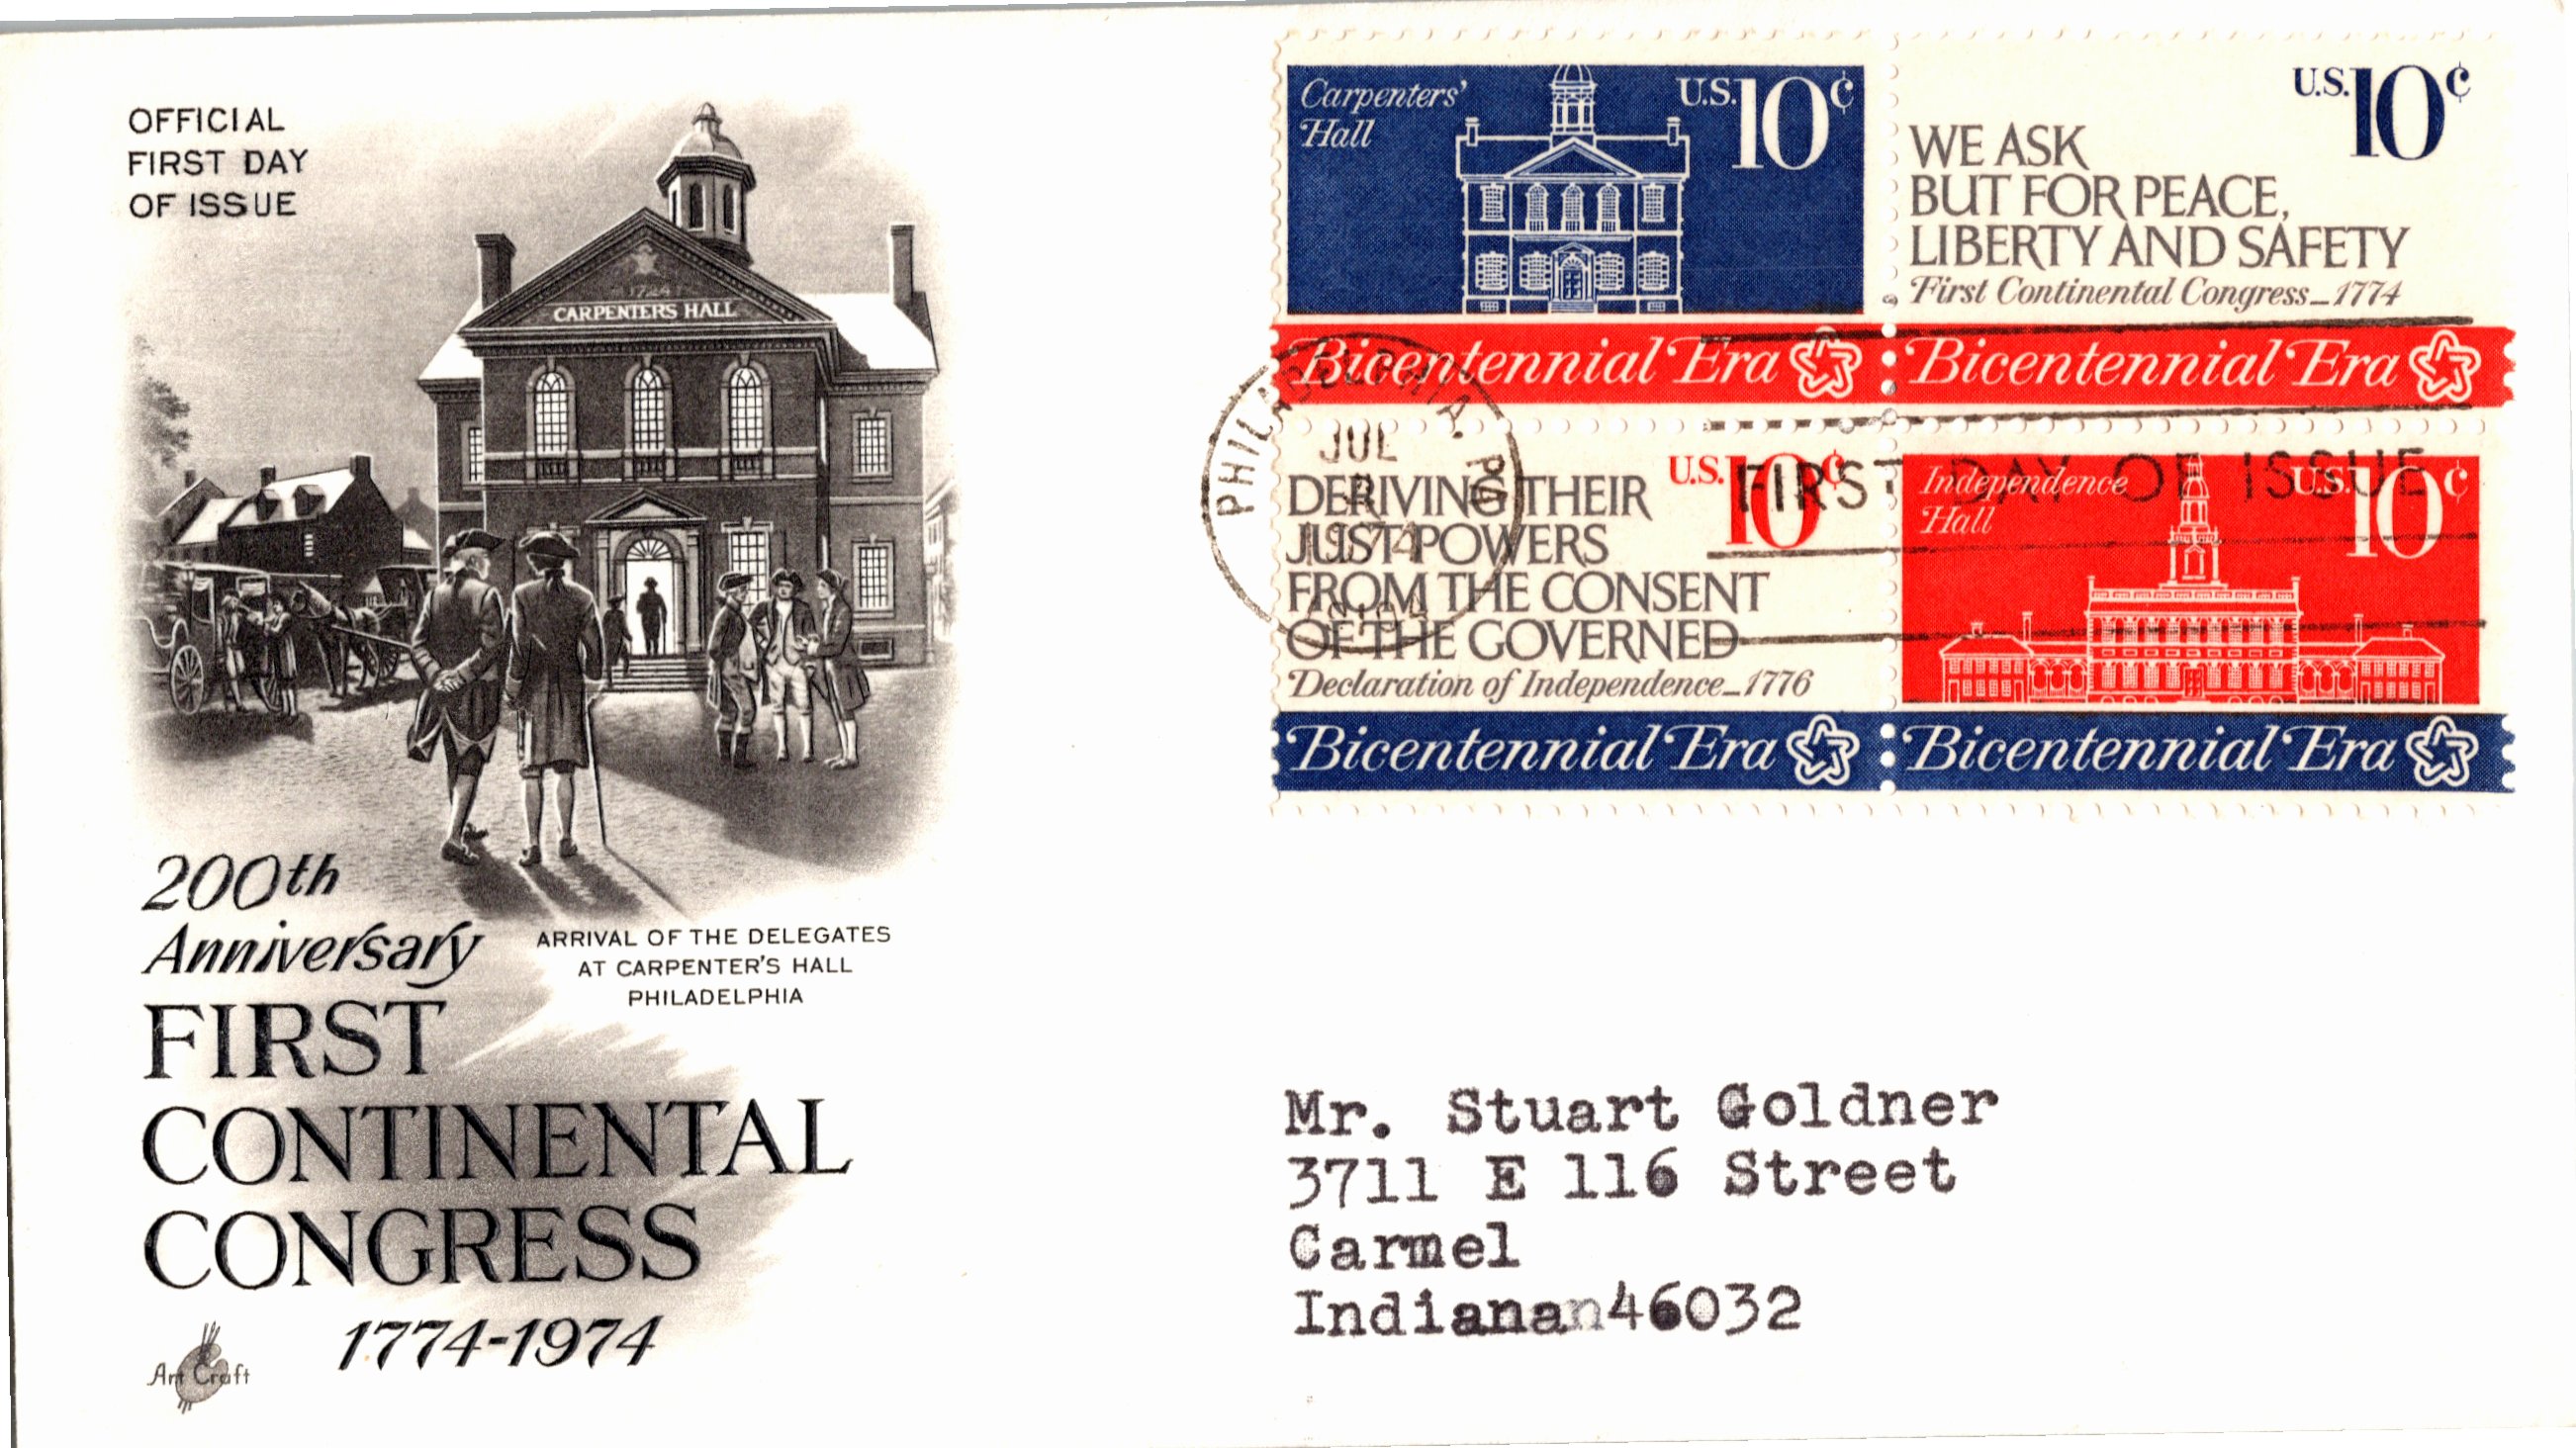 OFFICIAL
FIRST DAY
OF ISSUE
1724
CARPENTERS HALL
200th
Anniversary
FIRST
CONTINENTAL
CONGRESS
1774-1974
ARRIVAL OF THE DELEGATES
AT CARPENTER'S HALL
PHILADELPHIA
Art Craft
Carpenters'
Hall
U.S. 10¢
Bicentennial Era
U.S. 10¢
WE ASK
BUT FOR PEACE,
LIBERTY AND SAFETY
First Continental Congress_1774
Bicentennial Era
U.S. 10¢
DERIVING THEIR
JUST POWERS
FROM THE CONSENT
OF THE GOVERNED
Declaration of Independence_1776
Bicentennial Era
Independence
Hall
U.S. 10¢
Bicentennial Era
PHILADELPHIA, PA
JUL
1974
FIRST DAY OF ISSUE
Mr. Stuart Goldner
3711 E 116 Street
Carmel
Indianan46032